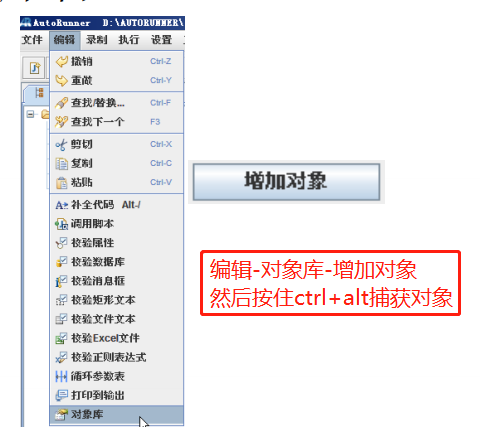 AutoRunner D:\AUTORUNNER\
文件 编辑 录制 执行 设置
撤销 Ctrl-Z
重做 Ctrl-Y
查找/替换... Ctrl-F
查找下一个 F3
剪切 Ctrl-X
复制 Ctrl-C
粘贴 Ctrl-V
补全代码 Alt-/
调用脚本
校验属性
校验数据库
校验消息框
校验矩形文本
校验文件文本
校验Excel文件
校验正则表达式
循环参数表
打印到输出
对象库
增加对象
编辑-对象库-增加对象
然后按住ctrl+alt捕获对象